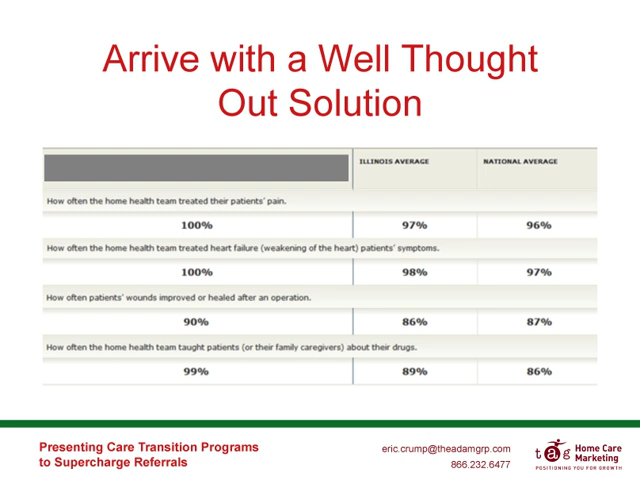 Arrive with a Well Thought
Out Solution
ILLINOIS AVERAGE NATIONAL AVERAGE
How often the home health team treated their patients' pain.
100% 97% 96%
How often the home health team treated heart failure (weakening of the heart) patients' symptoms.
100% 98% 97%
How often patients' wounds improved or healed after an operation.
90% 86% 87%
How often the home health team taught patients (or their family caregivers) about their drugs.
99% 89% 86%
Presenting Care Transition Programs
to Supercharge Referrals
eric.crump@theadamgrp.com
866.232.6477
tag Home Care
Marketing
POSITIONING YOU FOR GROWTH